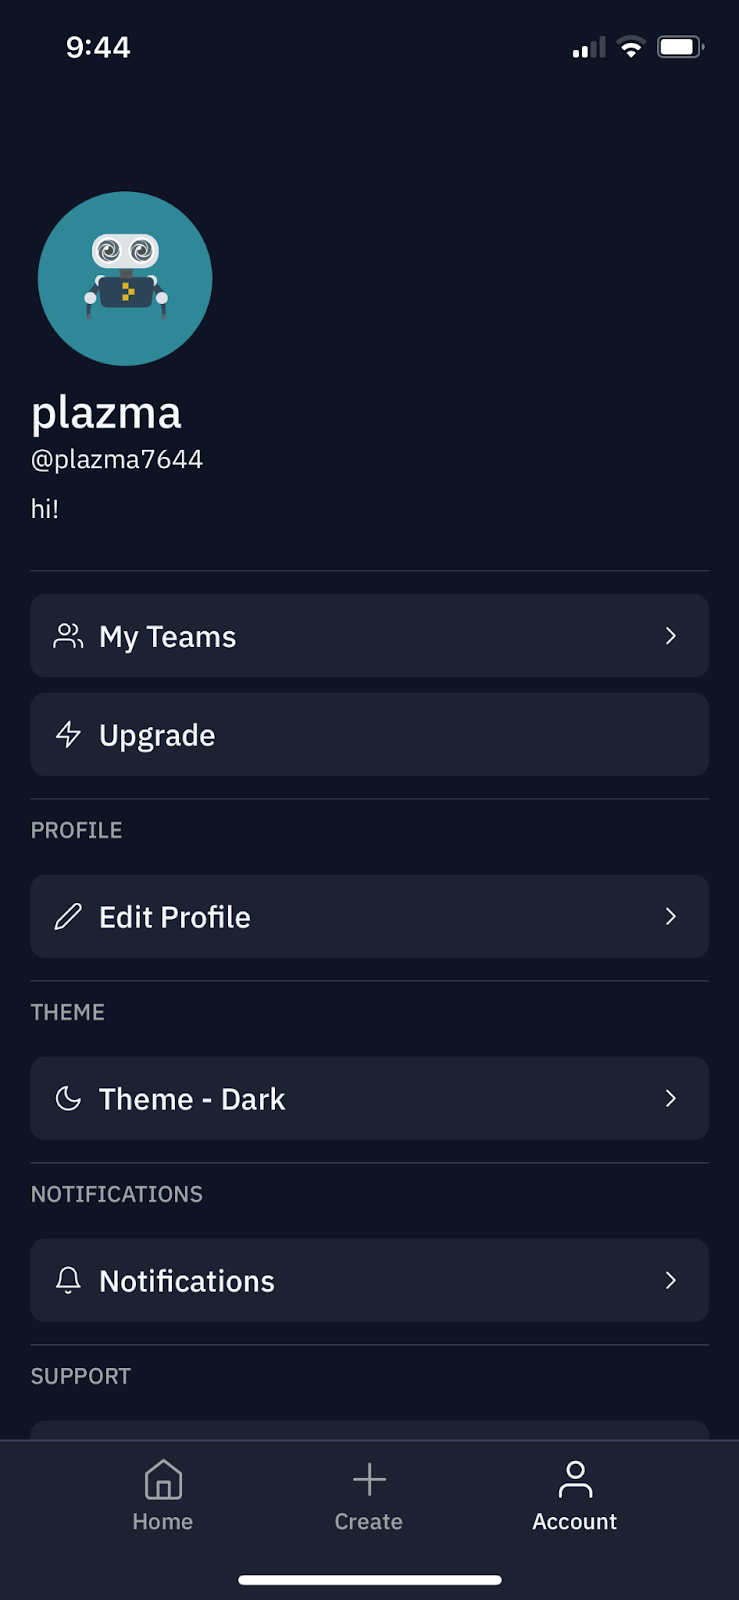 9:44
plazma
@plazma7644
hi!
My Teams
Upgrade
PROFILE
Edit Profile
THEME
Theme - Dark
NOTIFICATIONS
Notifications
SUPPORT
Home
Create
Account